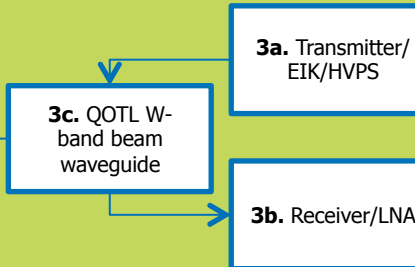 3a. Transmitter/
EIK/HVPS
3c. QOTL W-
band beam
waveguide
3b. Receiver/LNA